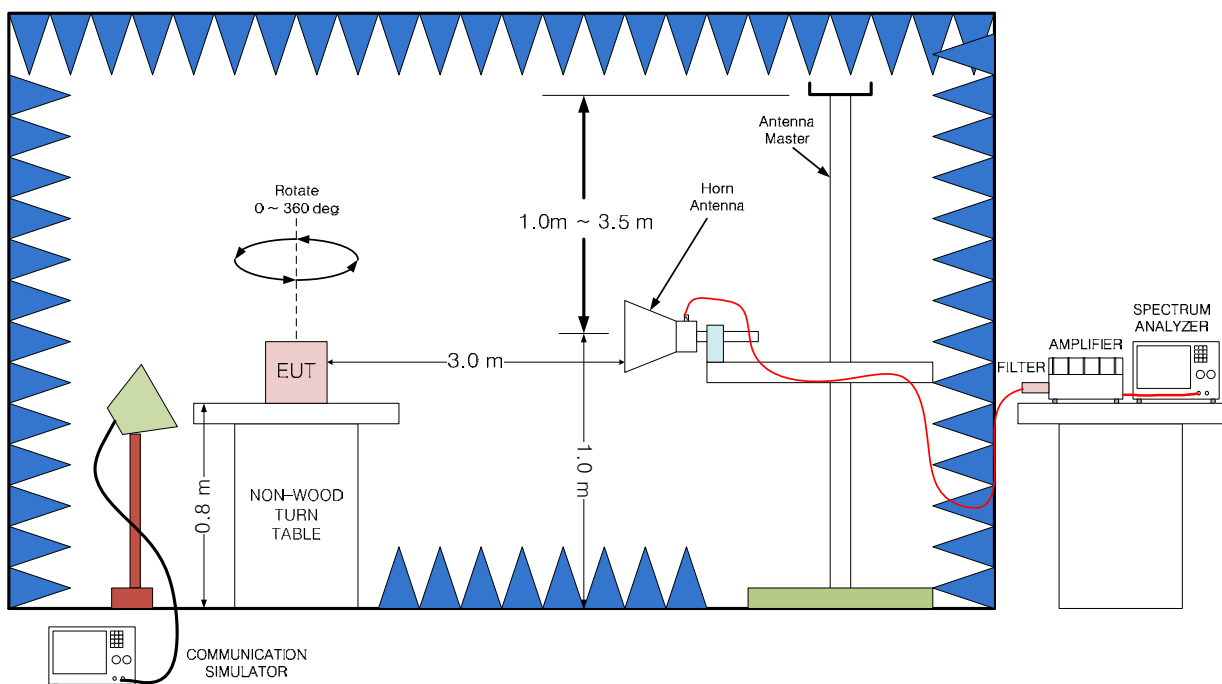 Antenna
Master
Rotate
0 ~ 360 deg
Horn
Antenna
1.0m ~ 3.5 m
SPECTRUM
ANALYZER
AMPLIFIER
FILTER
3.0 m
EUT
1.0 m
0.8 m
NON-WOOD
TURN
TABLE
COMMUNICATION
SIMULATOR